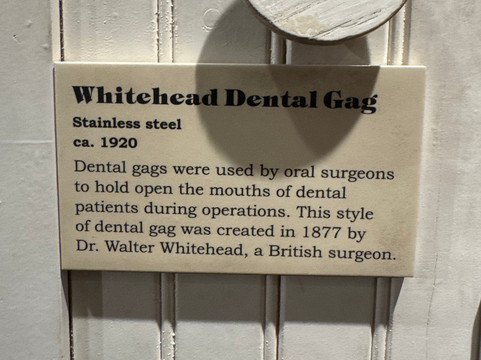 Whitehead Dental Gag
Stainless steel
ca. 1920
Dental gags were used by oral surgeons
to hold open the mouths of dental
patients during operations. This style
of dental gag was created in 1877 by
Dr. Walter Whitehead, a British surgeon.